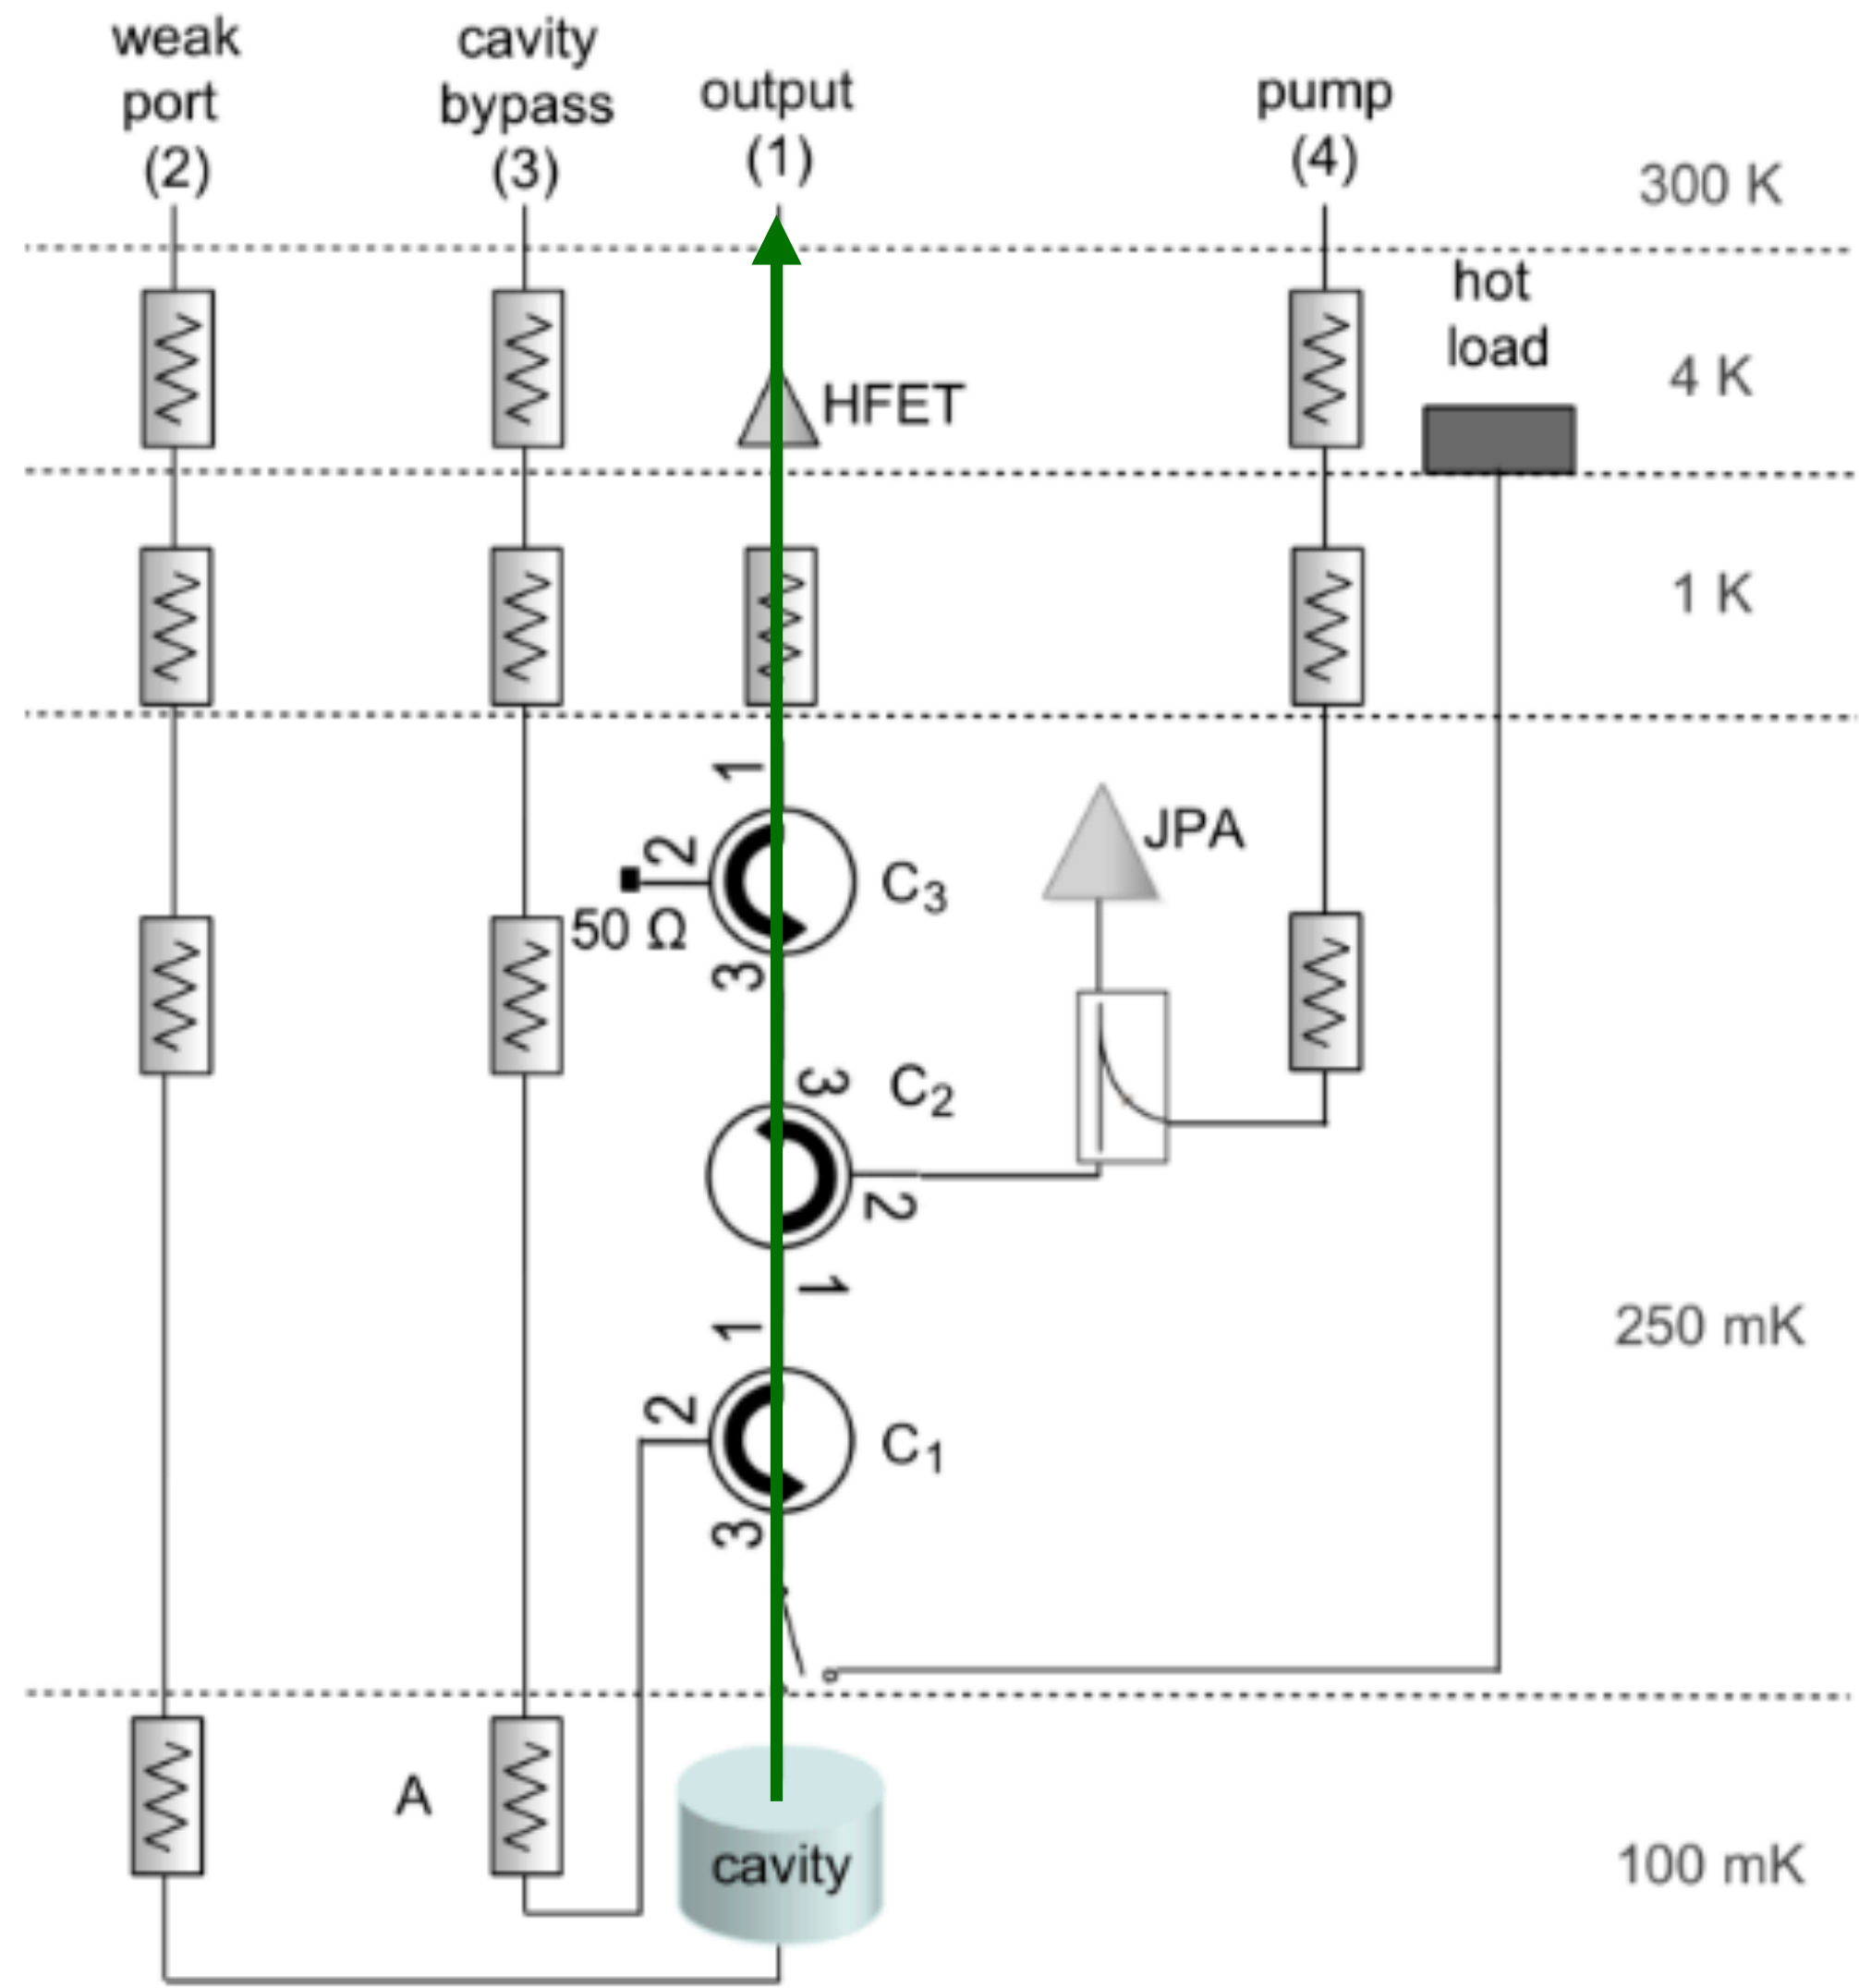 weak
port
(2)
cavity
bypass
(3)
output
(1)
pump
(4)
300 K
hot
load
4 K
HFET
1 K
1
2
C3
50 Ω
3
JPA
3
C2
2
1
250 mK
1
2
C1
3
A
cavity
100 mK